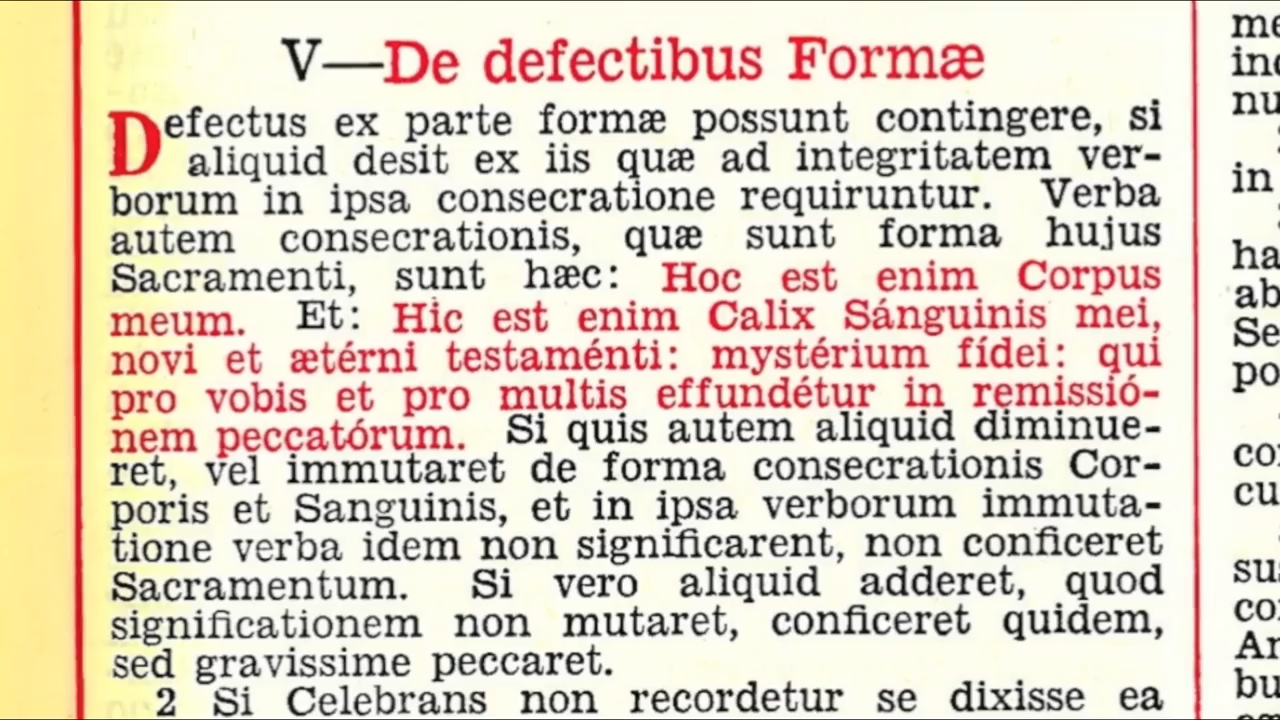 V—De defectibus Formæ
Defectus ex parte formæ possunt contingere, si
aliquid desit ex iis quæ ad integritatem ver-
borum in ipsa consecratione requiruntur. Verba
autem consecrationis, quæ sunt forma hujus
Sacramenti, sunt hæc: Hoc est enim Corpus
meum. Et: Hic est enim Calix Sánguinis mei,
novi et ætérni testaménti: mystérium fídei: qui
pro vobis et pro multis effundétur in remissió-
nem peccatórum. Si quis autem aliquid diminue-
ret, vel immutaret de forma consecrationis Cor-
poris et Sanguinis, et in ipsa verborum immuta-
tione verba idem non significarent, non conficeret
Sacramentum. Si vero aliquid adderet, quod
significationem non mutaret, conficeret quidem,
sed gravissime peccaret.
2 Si Celebrans non recordetur se dixisse ea
in